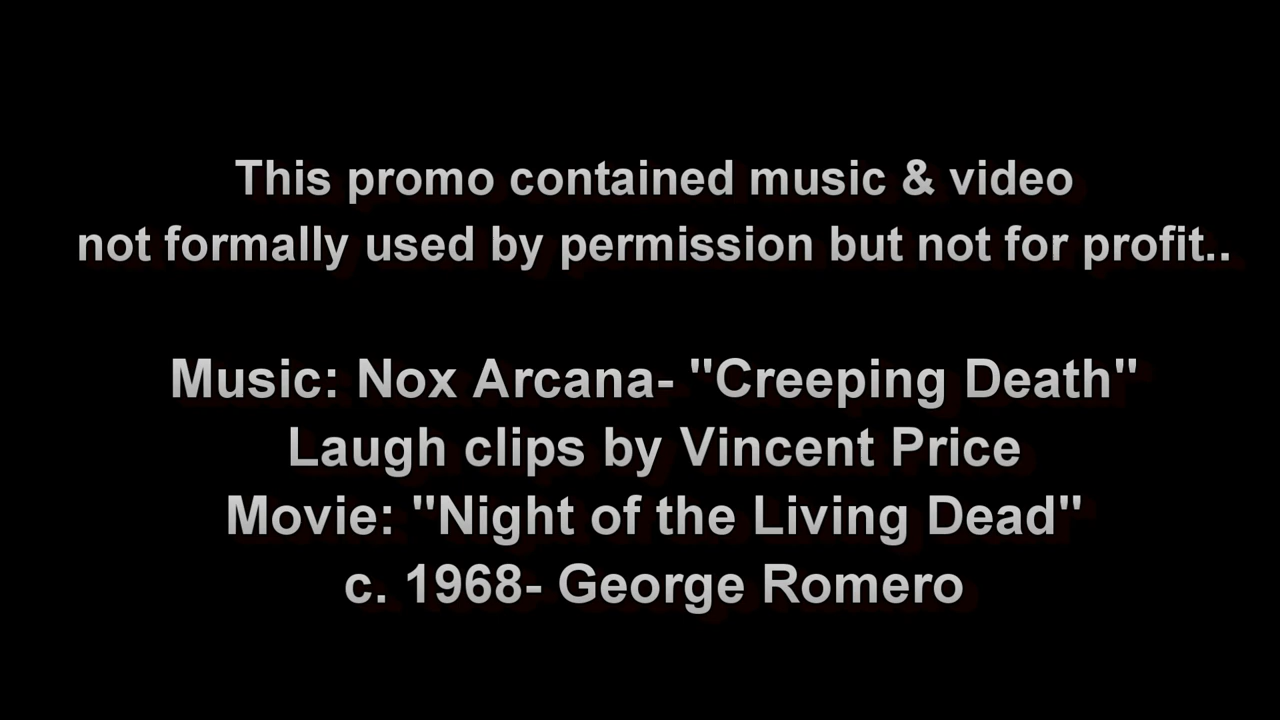 This promo contained music & video
not formally used by permission but not for profit..
Music: Nox Arcana- "Creeping Death"
Laugh clips by Vincent Price
Movie: "Night of the Living Dead"
c. 1968- George Romero